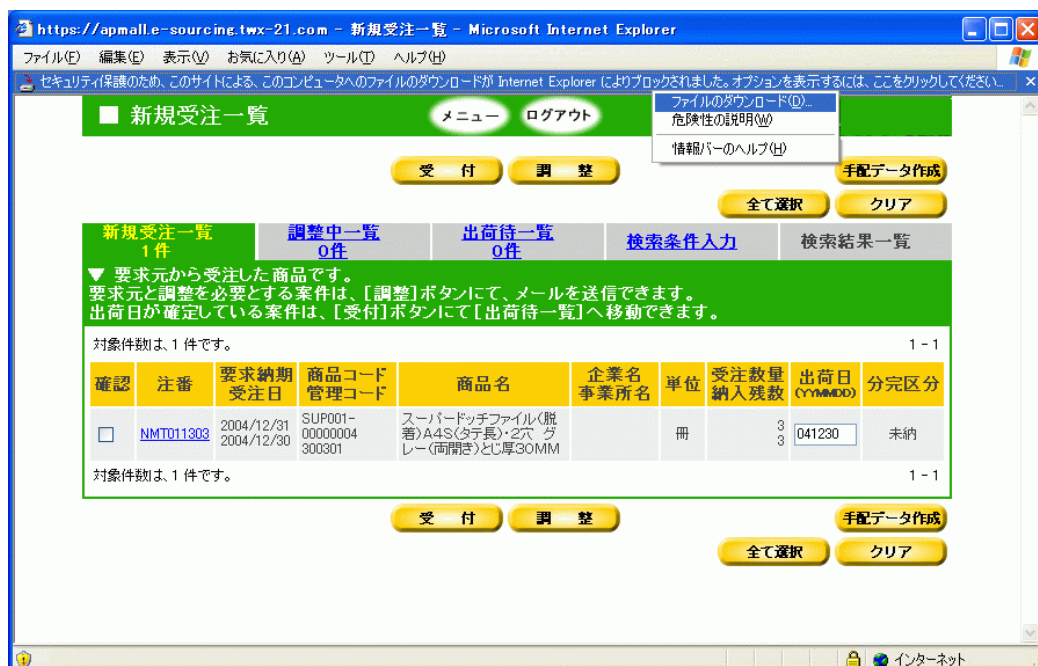 https://apmall.e-sourcing.twx-21.com - 新規受注一覧 - Microsoft Internet Explorer
ファイル(F) 編集(E) 表示(V) お気に入り(A) ツール(T) ヘルプ(H)
セキュリティ保護のため、このサイトによる、このコンピュータへのファイルのダウンロードが Internet Explorer によりブロックされました。オプションを表示するには、ここをクリックしてください...
ファイルのダウンロード(D)...
危険性の説明(W)
情報バーのヘルプ(H)
■ 新規受注一覧 メニュー ログアウト
受 付 調 整 手配データ作成
全て選択 クリア
新規受注一覧 1件
調整中一覧 0件
出荷待一覧 0件
検索条件入力
検索結果一覧
▼ 要求元から受注した商品です。
要求元と調整を必要とする案件は、[調整]ボタンにて、メールを送信できます。
出荷日が確定している案件は、[受付]ボタンにて[出荷待一覧]へ移動できます。
対象件数は、1 件です。 1 - 1
確認 注番 要求納期 商品コード 商品名 企業名 単位 受注数量 出荷日 分完区分
受注日 管理コード 事業所名 納入残数 (YYMMDD)
NMT011303 2004/12/31 SUP001- スーパードッチファイル(脱 冊 3 041230 未納
2004/12/30 00000004 着)A4S(タテ長)・2穴 グ 3
300301 レー(両開き)とじ厚30MM
対象件数は、1 件です。 1 - 1
受 付 調 整 手配データ作成
全て選択 クリア
インターネット